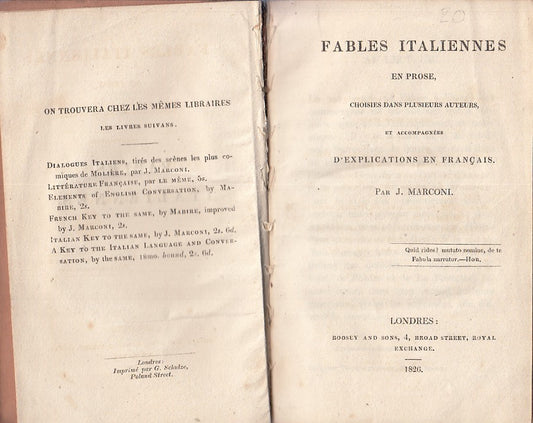 ON TROUVERA CHEZ LES MÊMES LIBRAIRES
LES LIVRES SUIVANS.
DIALOGUES ITALIENS, tirés des scènes les plus co-
miques de MOLIÈRE, par J. MARCONI.
LITTÉRATURE FRANÇAISE, par LE MÊME, 5s.
ELEMENTS OF ENGLISH CONVERSATION, by MA-
BIRE, 2s.
FRENCH KEY TO THE SAME, by MABIRE, improved
by J. MARCONI, 2s.
ITALIAN KEY TO THE SAME, by J. MARCONI, 2s. 6d.
A KEY TO THE ITALIAN LANGUAGE AND CONVER-
SATION, by THE SAME, 18mo. bound, 2s. 6d.
Londres:
Imprimé par G. Schulze,
Poland Street.
20
FABLES ITALIENNES
EN PROSE,
CHOISIES DANS PLUSIEURS AUTEURS,
ET ACCOMPAGNÉES
D'EXPLICATIONS EN FRANÇAIS.
PAR J. MARCONI.
Quid rides? mutato nomine, de te
Fabula narratur.—HOR.
LONDRES:
BOOSEY AND SONS, 4, BROAD STREET, ROYAL
EXCHANGE.
1826.